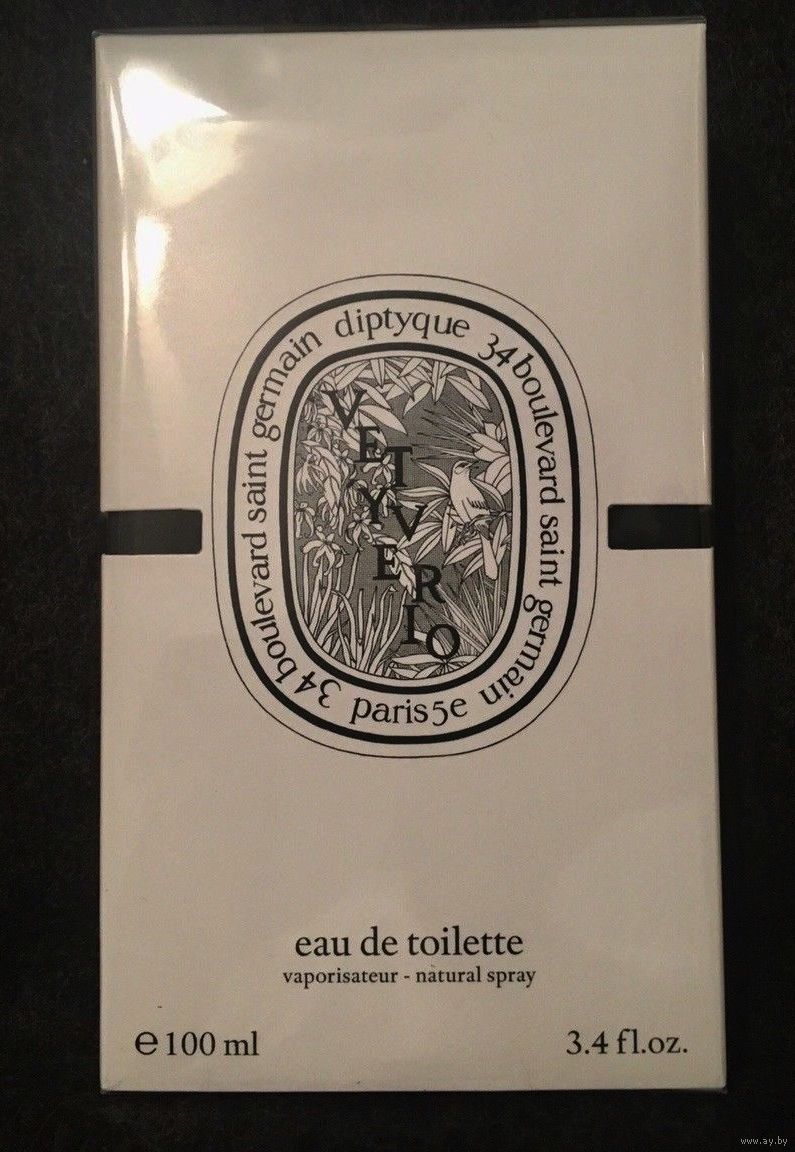 diptyque
34 boulevard saint germain
paris 5e
34 boulevard saint germain
VETYVERIO
eau de toilette
vaporisateur - natural spray
e 100 ml
3.4 fl.oz.
www.ay.by